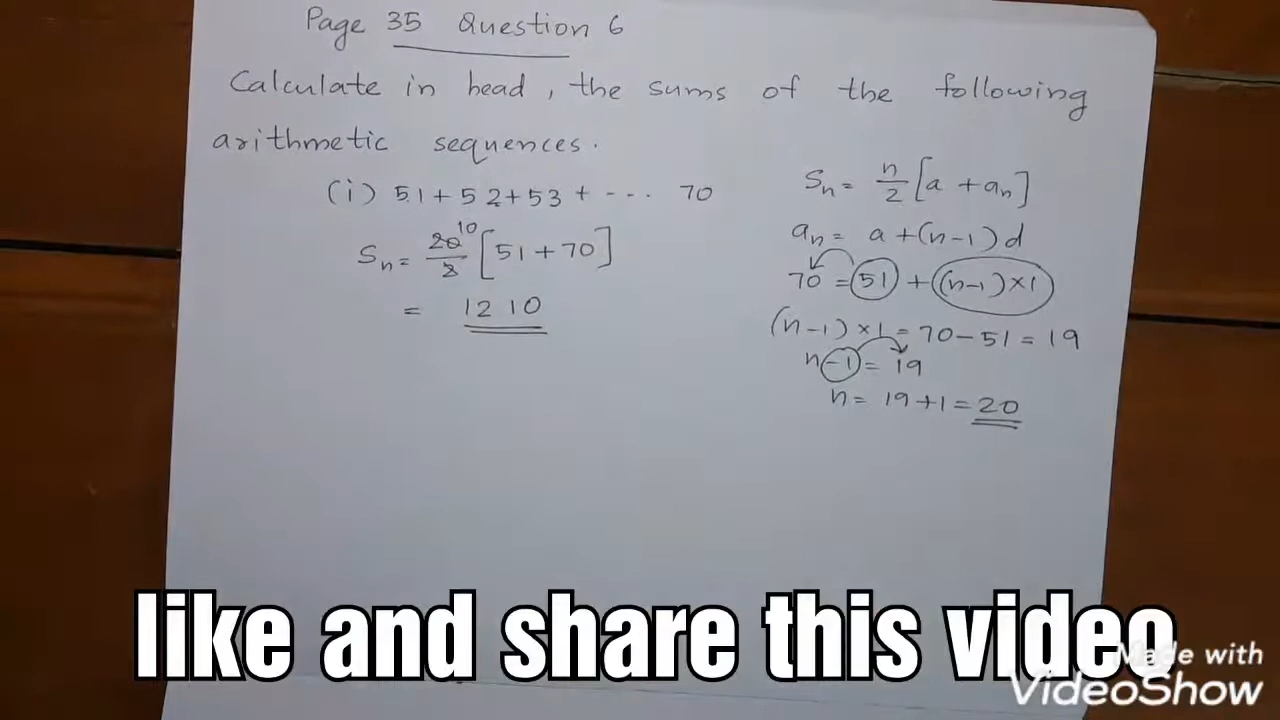 Page 35 Question 6
Calculate in head, the sums of the following
arithmetic sequences.
(i) 51+52+53+--- 70
Sn= 20/2 10 [51+70]
= 1210
Sn= n/2 [a+an]
an= a+(n-1)d
70 = 51 + (n-1)×1
(n-1)×1=70-51=19
n-1=19
n= 19+1=20
like and share this video
Made with
VideoShow